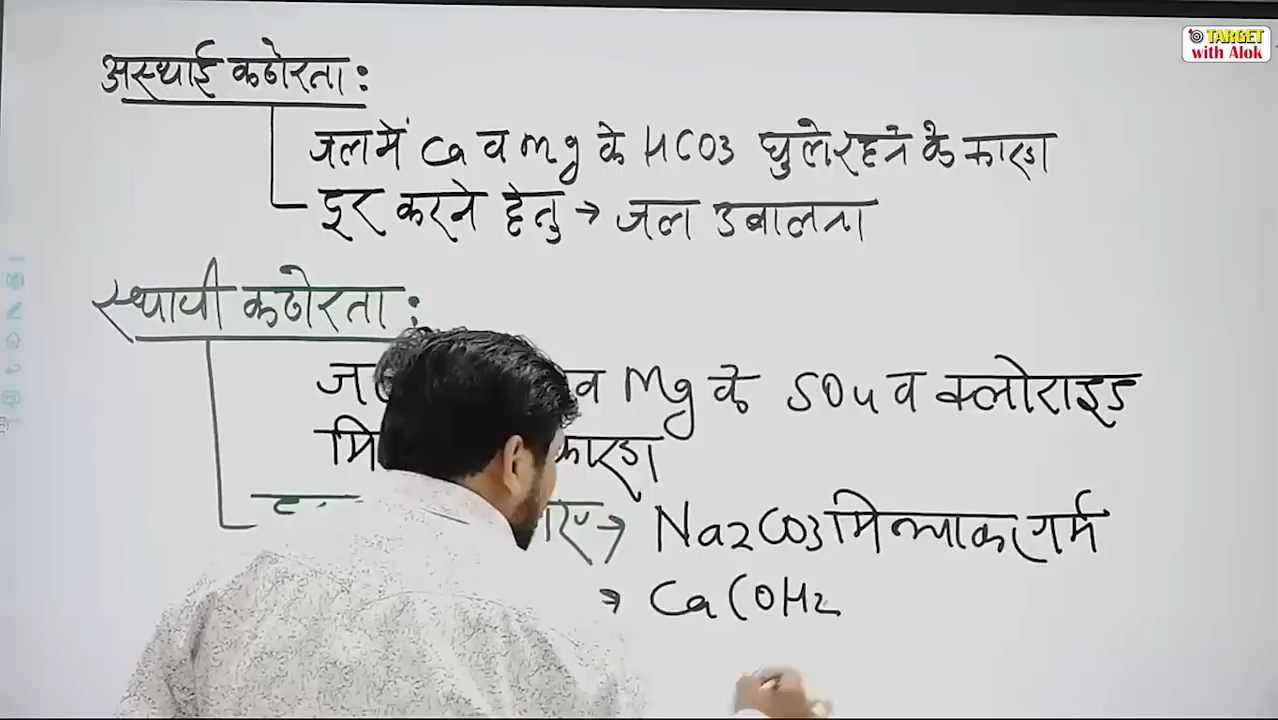 TARGET
with Alok
अस्थाई कठोरता:
जल में Ca व mg के HCO3 घुले रहने के कारण
दूर करने हेतु → जल उबालना
स्थायी कठोरता:
व Mg के SO4 व क्लोराइड
कारण
→ Na2CO3 मिलाकर गर्म
→ Ca(OH2